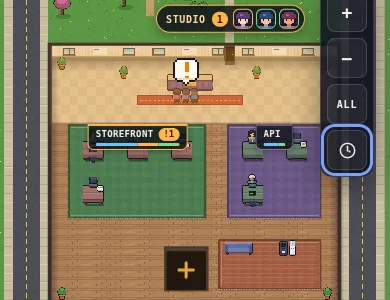 STUDIO 1
+
−
ALL
!
STOREFRONT !1
API
+